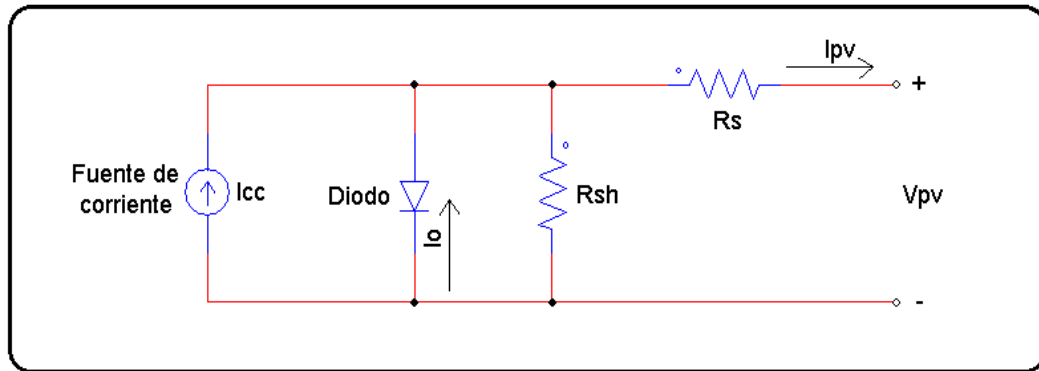 Ipv
+
Rs
Fuente de
corriente
Icc
Diodo
Io
Rsh
Vpv
-